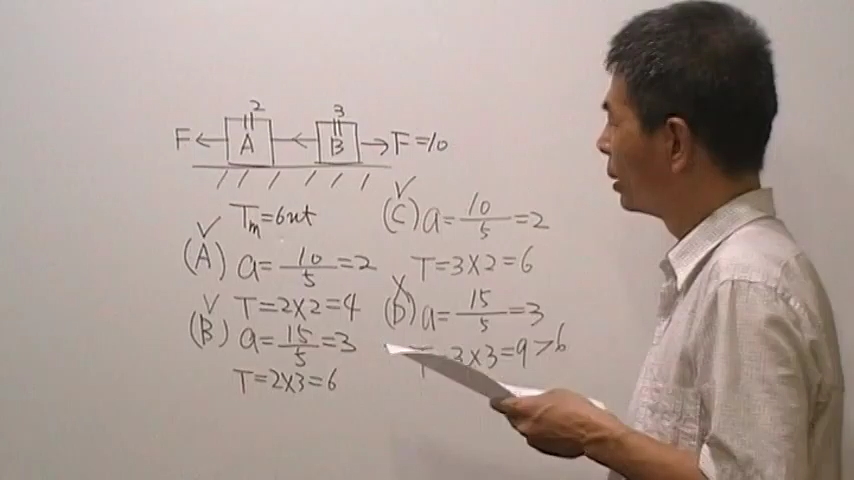 2 3
F A B F=10
Tm=6nt
(A) a=10/5=2
T=2×2=4
(B) a=15/5=3
T=2×3=6
(C) a=10/5=2
T=3×2=6
(D) a=15/5=3
T=3×3=9>6